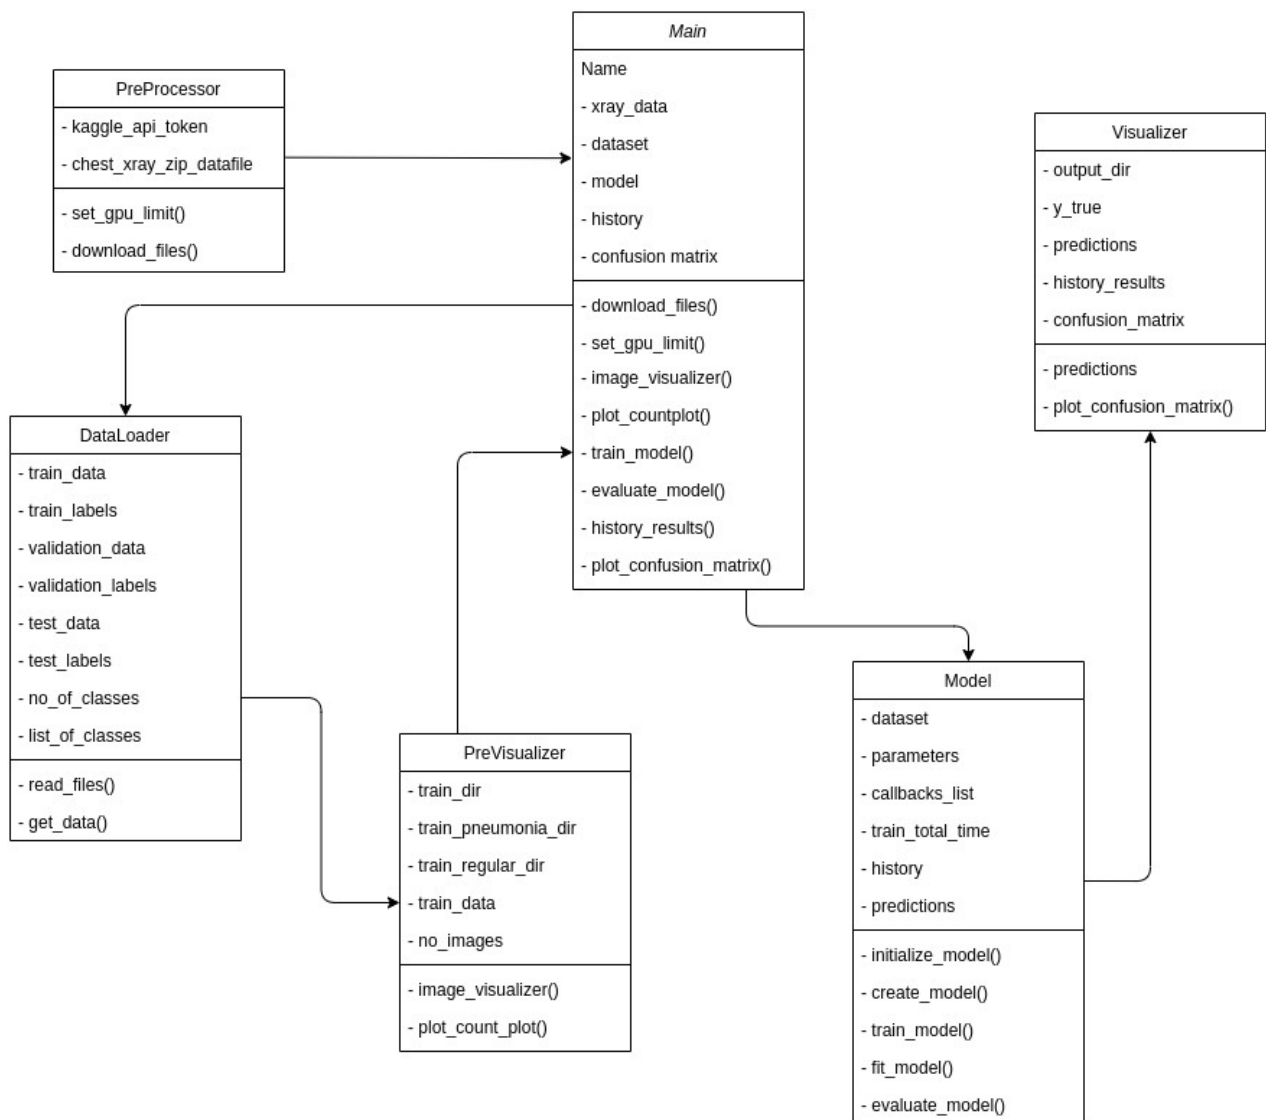 Main
Name
- xray_data
- dataset
- model
- history
- confusion matrix
- download_files()
- set_gpu_limit()
- image_visualizer()
- plot_countplot()
- train_model()
- evaluate_model()
- history_results()
- plot_confusion_matrix()
PreProcessor
- kaggle_api_token
- chest_xray_zip_datafile
- set_gpu_limit()
- download_files()
Visualizer
- output_dir
- y_true
- predictions
- history_results
- confusion_matrix
- predictions
- plot_confusion_matrix()
DataLoader
- train_data
- train_labels
- validation_data
- validation_labels
- test_data
- test_labels
- no_of_classes
- list_of_classes
- read_files()
- get_data()
PreVisualizer
- train_dir
- train_pneumonia_dir
- train_regular_dir
- train_data
- no_images
- image_visualizer()
- plot_count_plot()
Model
- dataset
- parameters
- callbacks_list
- train_total_time
- history
- predictions
- initialize_model()
- create_model()
- train_model()
- fit_model()
- evaluate_model()